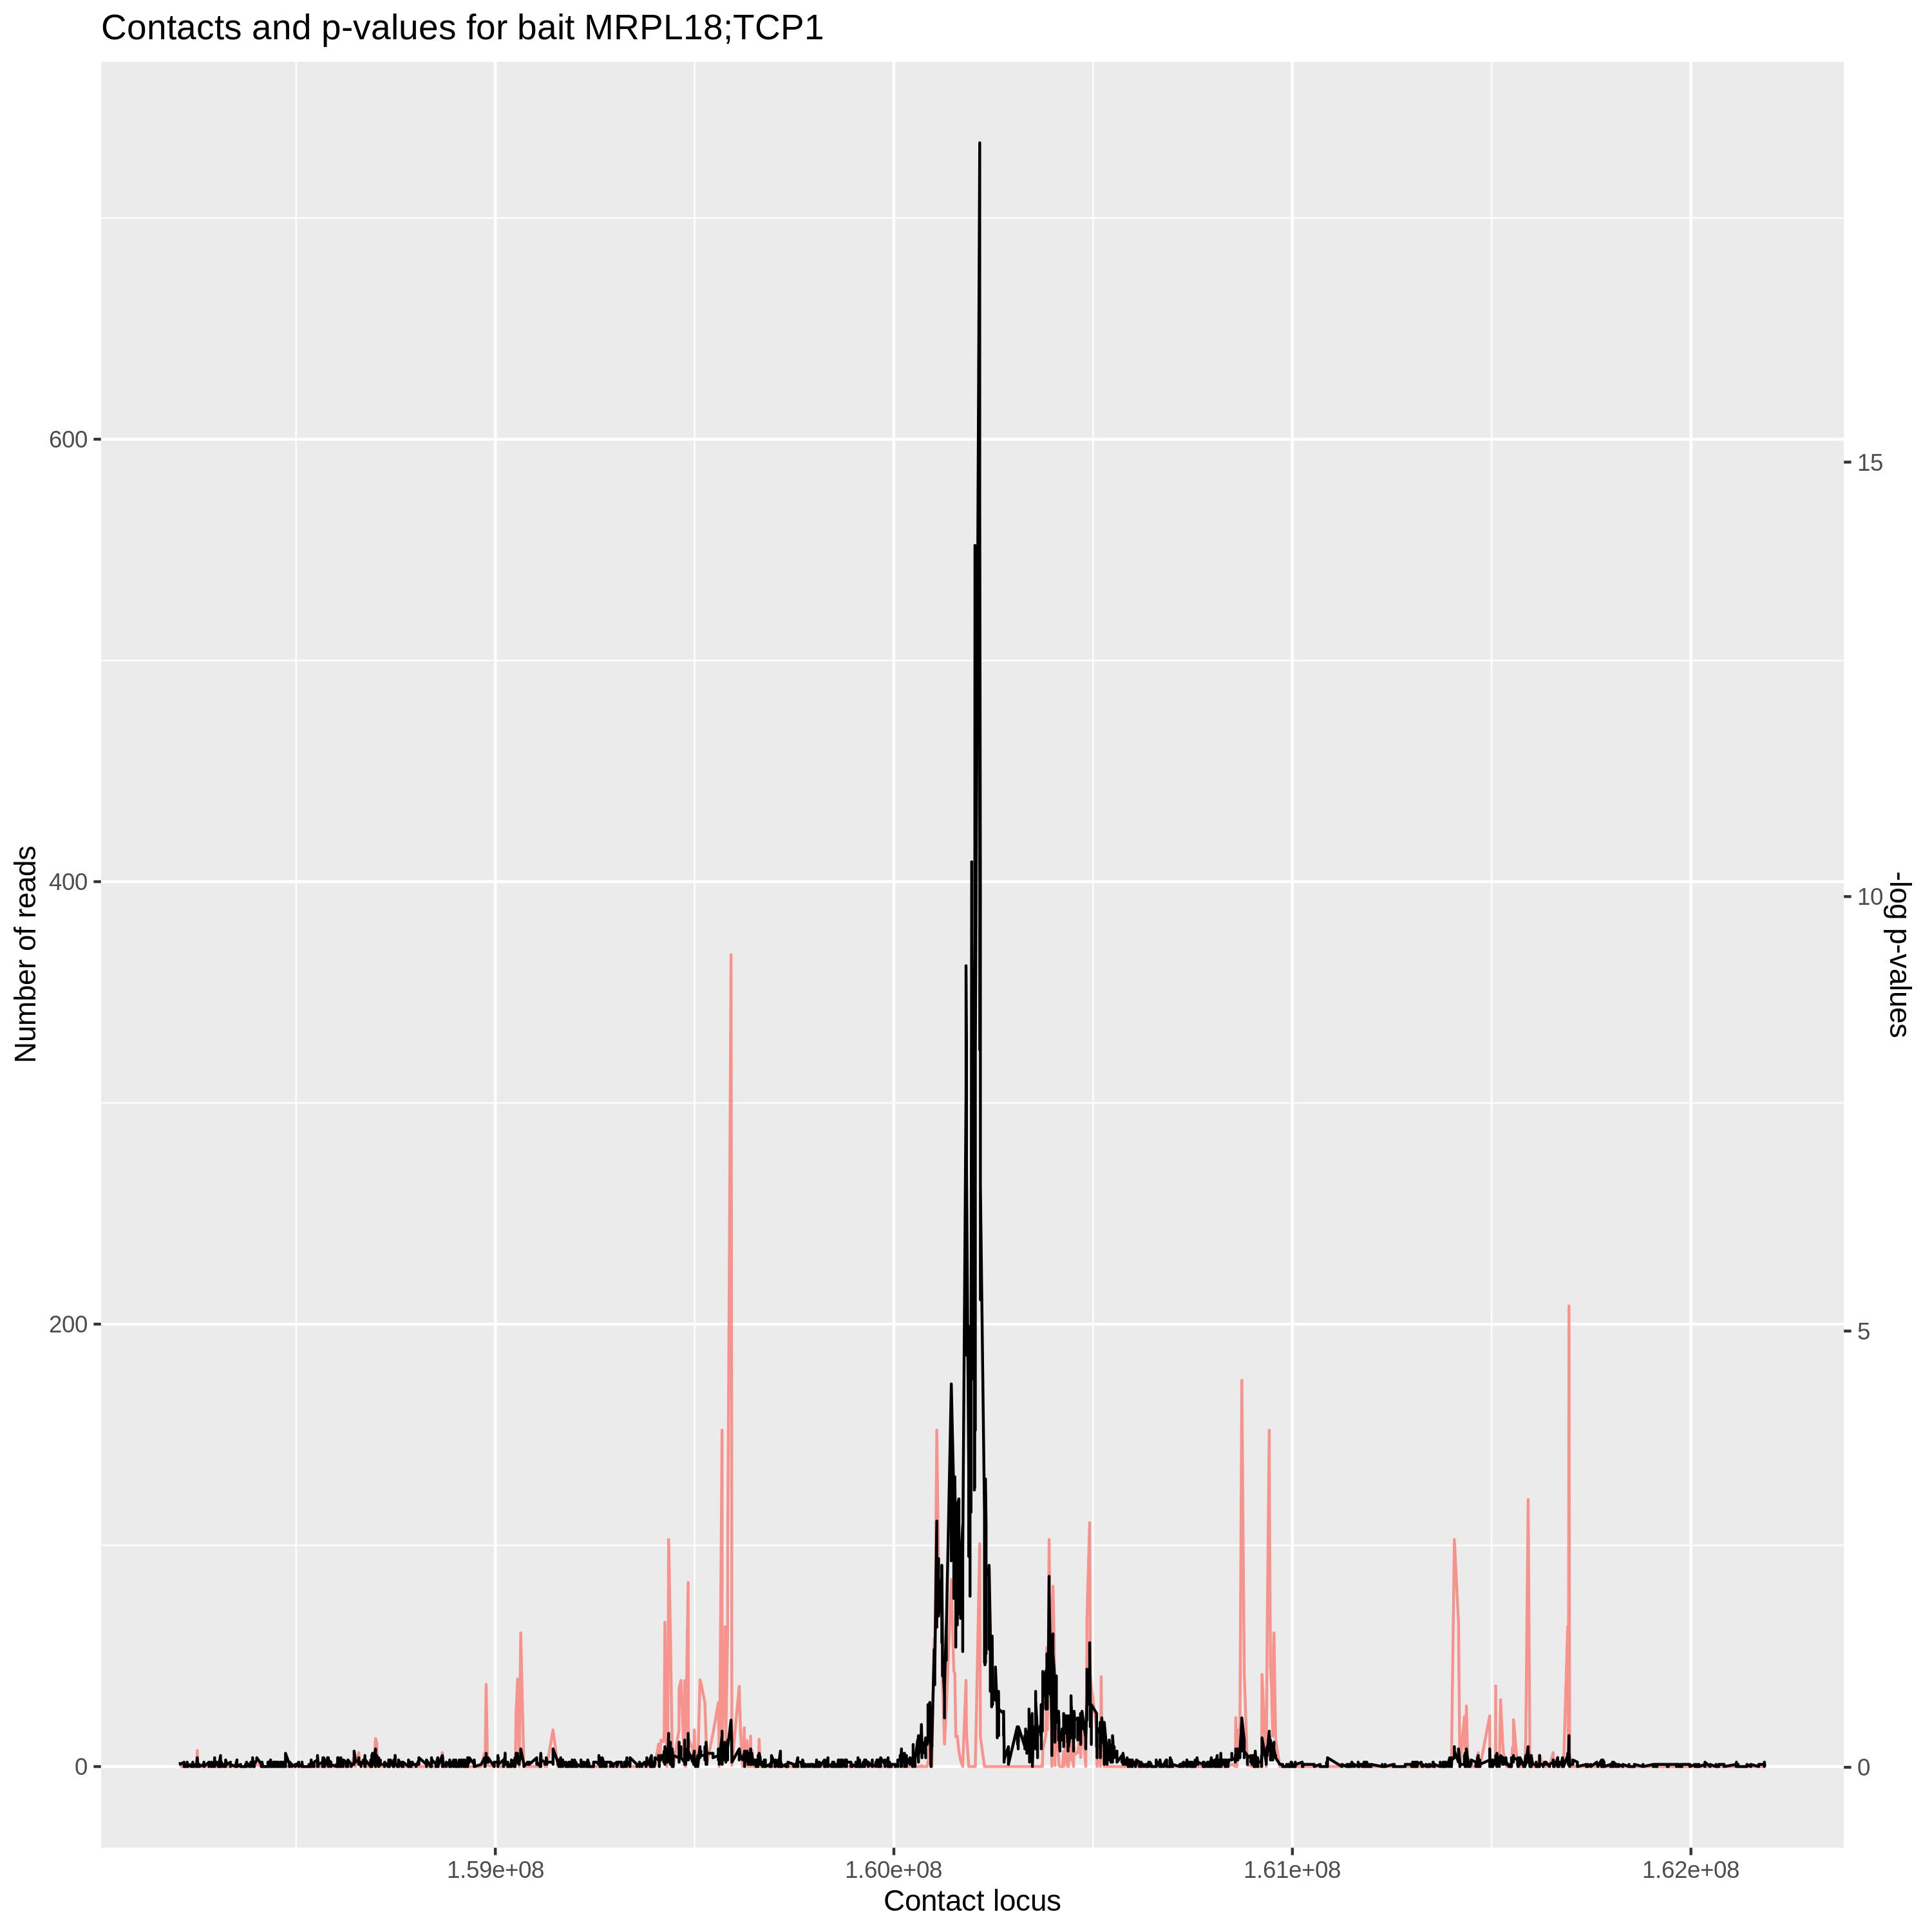 Contacts and p-values for bait MRPL18;TCP1
600
400
200
0
Number of reads
15
10
5
0
-log p-values
1.59e+08
1.60e+08
1.61e+08
1.62e+08
Contact locus